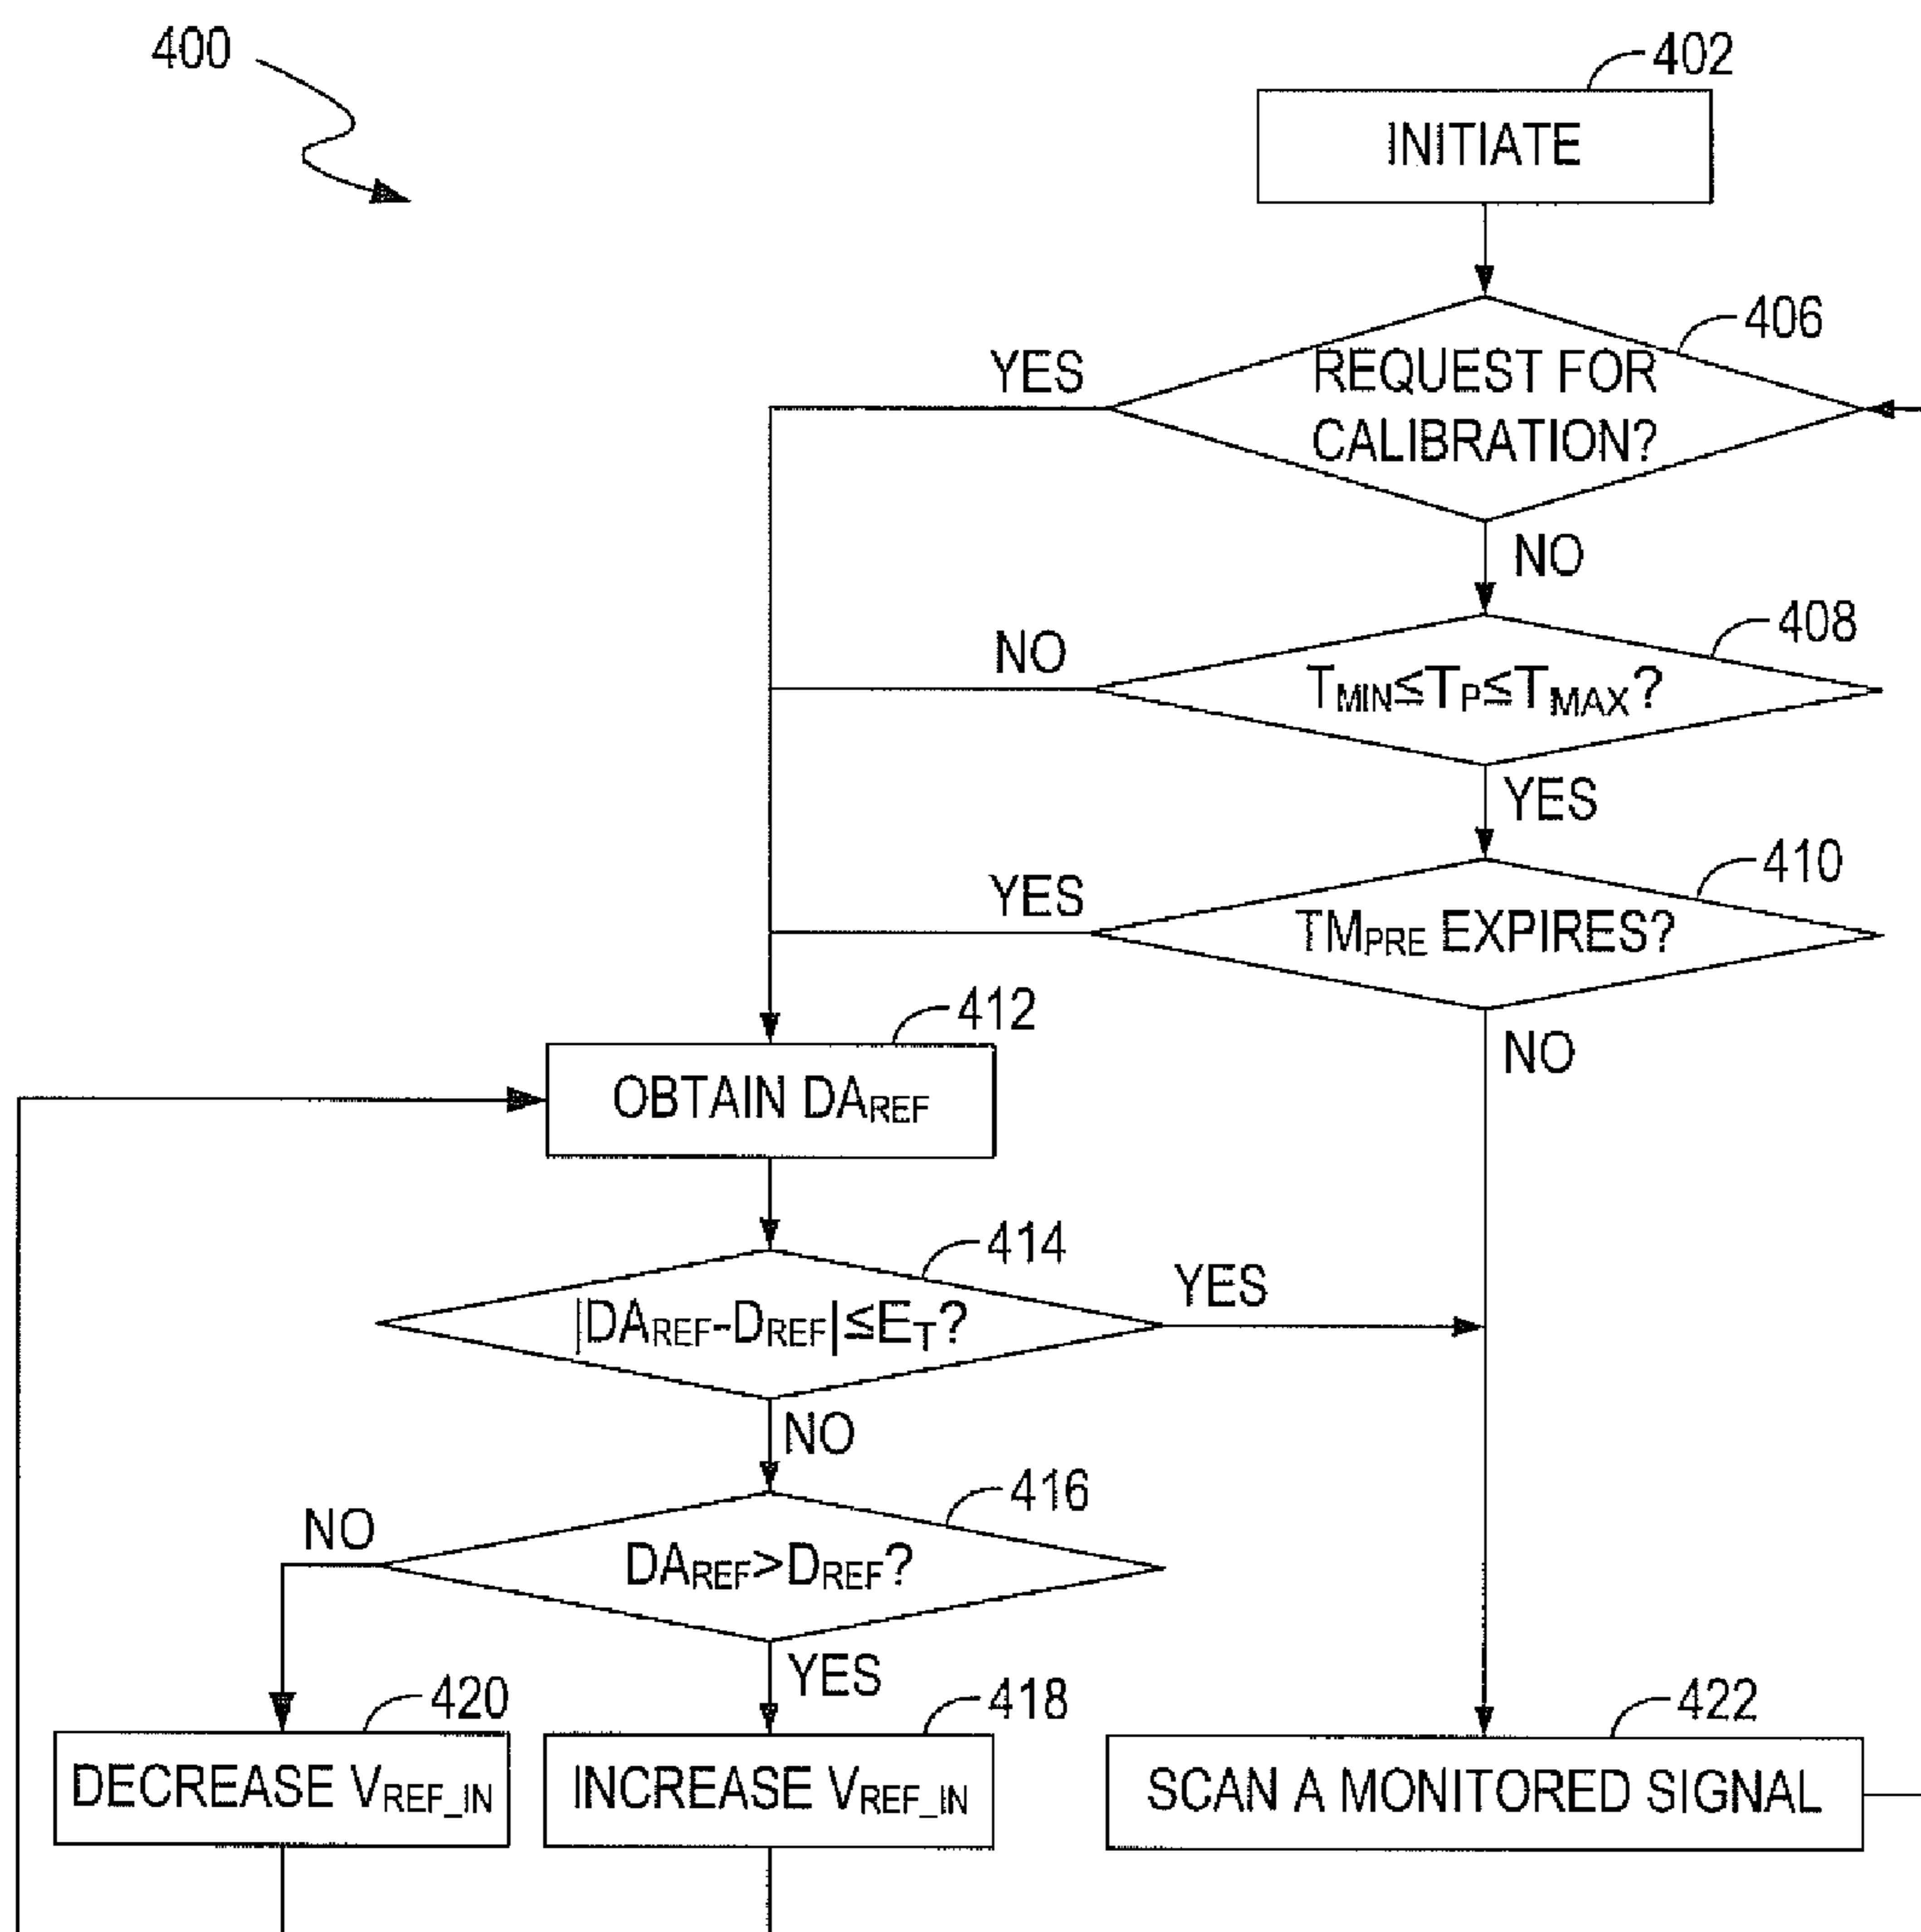 400
402
INITIATE
406
YES
REQUEST FOR
CALIBRATION?
NO
408
NO
TMIN≤TP≤TMAX?
YES
410
YES
TMPRE EXPIRES?
412
NO
OBTAIN DAREF
414
YES
|DAREF-DREF|≤ET?
NO
416
NO
DAREF>DREF?
YES
420
418
422
DECREASE VREF_IN
INCREASE VREF_IN
SCAN A MONITORED SIGNAL